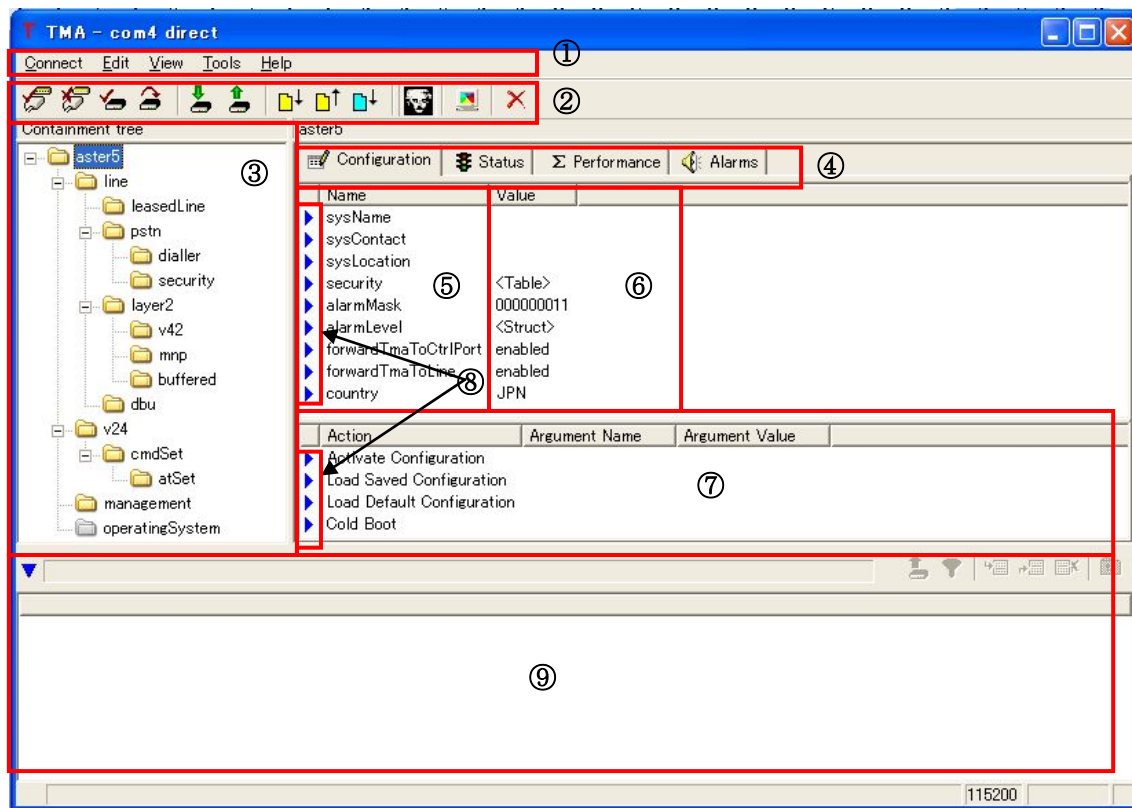 TMA - com4 direct
Connect Edit View Tools Help
①
②
Containment tree
aster5
aster5
line
leasedLine
pstn
dialler
security
layer2
v42
mnp
buffered
dbu
v24
cmdSet
atSet
management
operatingSystem
③
Configuration Status Σ Performance Alarms
④
Name Value
sysName
sysContact
sysLocation
security <Table>
alarmMask 000000011
alarmLevel <Struct>
forwardTmaToCtrlPort enabled
forwardTmaToLine enabled
country JPN
⑤
⑥
⑧
Action Argument Name Argument Value
Activate Configuration
Load Saved Configuration
Load Default Configuration
Cold Boot
⑦
⑨
115200